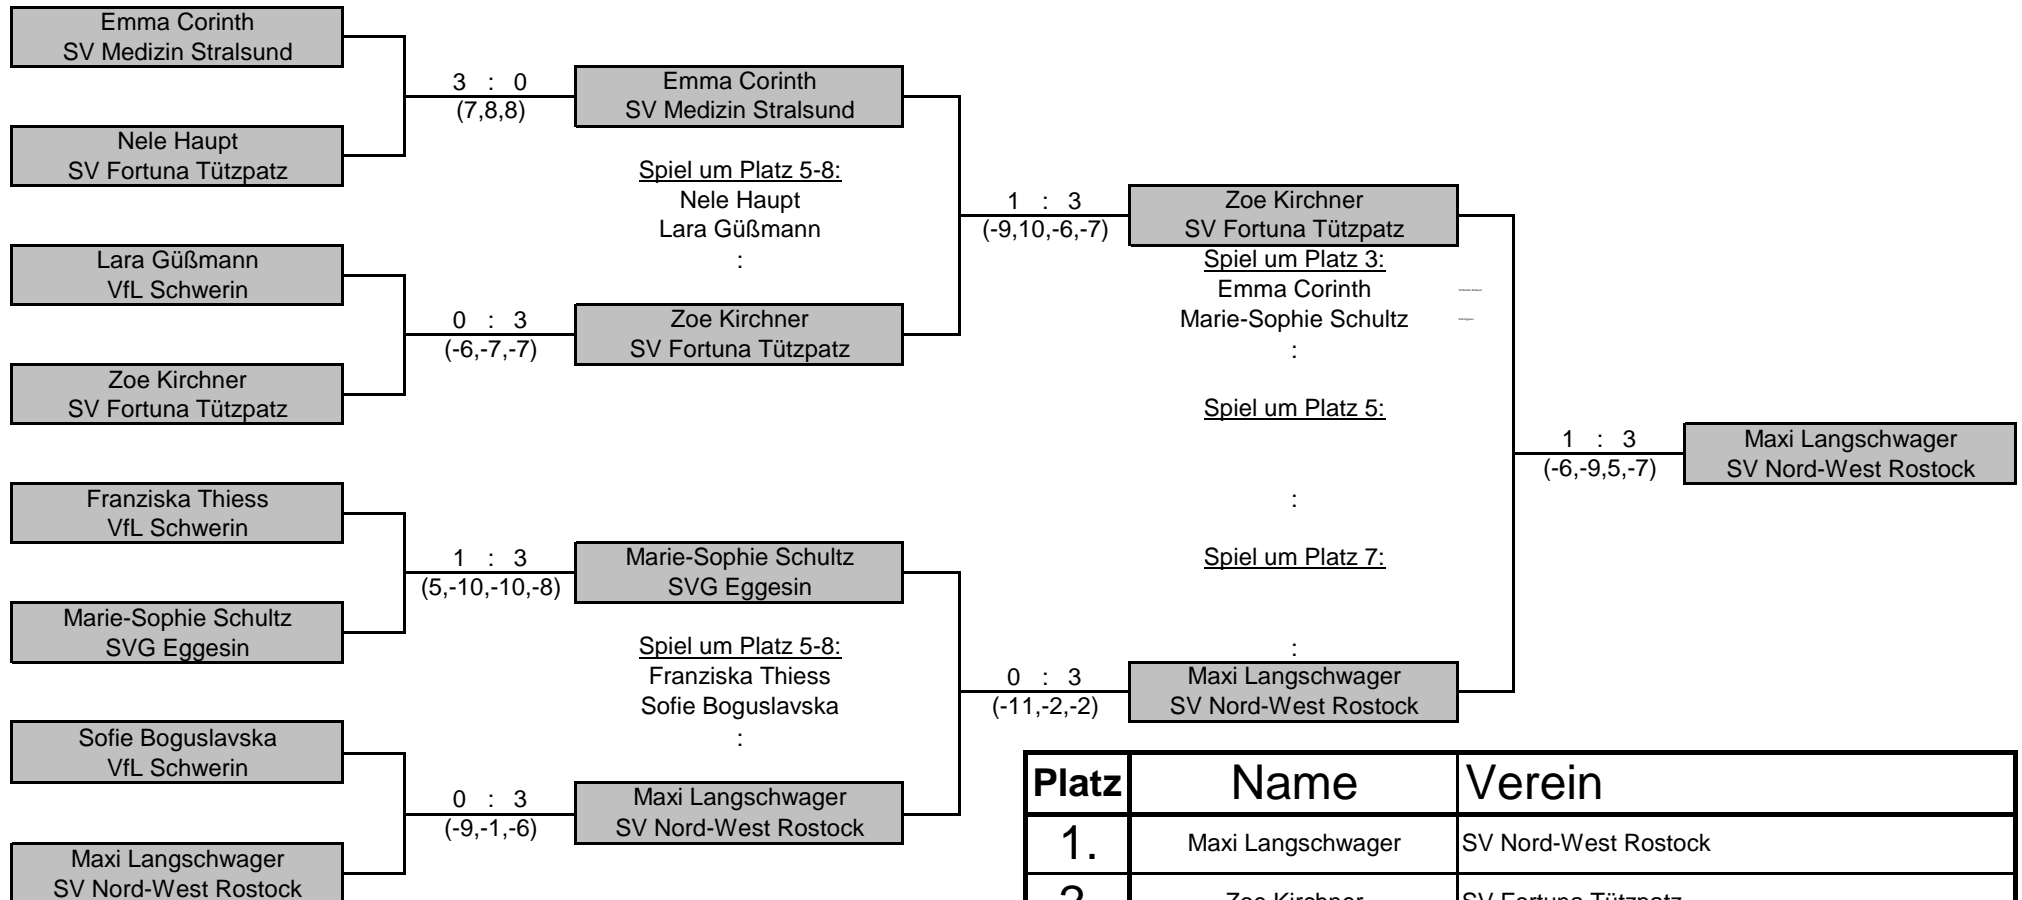 Emma Corinth
SV Medizin Stralsund
3 : 0
(7,8,8)
Nele Haupt
SV Fortuna Tützpatz
Lara Güßmann
VfL Schwerin
0 : 3
(-6,-7,-7)
Zoe Kirchner
SV Fortuna Tützpatz
Franziska Thiess
VfL Schwerin
1 : 3
(5,-10,-10,-8)
Marie-Sophie Schultz
SVG Eggesin
Sofie Boguslavska
VfL Schwerin
0 : 3
(-9,-1,-6)
Maxi Langschwager
SV Nord-West Rostock
Emma Corinth
SV Medizin Stralsund
Spiel um Platz 5-8:
Nele Haupt
Lara Güßmann
:
Zoe Kirchner
SV Fortuna Tützpatz
1 : 3
(-9,10,-6,-7)
Marie-Sophie Schultz
SVG Eggesin
Spiel um Platz 5-8:
Franziska Thiess
Sofie Boguslavska
:
Maxi Langschwager
SV Nord-West Rostock
0 : 3
(-11,-2,-2)
Zoe Kirchner
SV Fortuna Tützpatz
Spiel um Platz 3:
Emma Corinth
Marie-Sophie Schultz
:
Spiel um Platz 5:
:
Spiel um Platz 7:
:
Maxi Langschwager
SV Nord-West Rostock
1 : 3
(-6,-9,5,-7)
Maxi Langschwager
SV Nord-West Rostock
Platz Name Verein
1. Maxi Langschwager SV Nord-West Rostock
2. Zoe Kirchner SV Fortuna Tützpatz